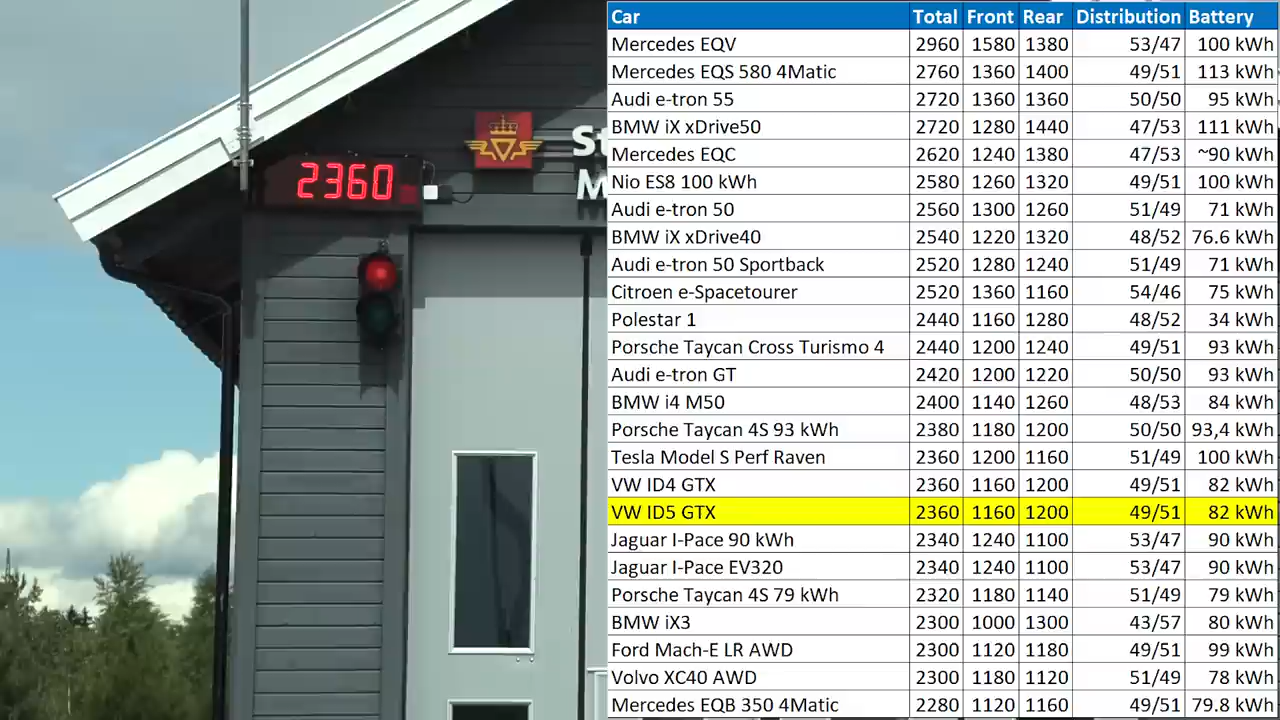 2360
St
M
Car Total Front Rear Distribution Battery
Mercedes EQV 2960 1580 1380 53/47 100 kWh
Mercedes EQS 580 4Matic 2760 1360 1400 49/51 113 kWh
Audi e-tron 55 2720 1360 1360 50/50 95 kWh
BMW iX xDrive50 2720 1280 1440 47/53 111 kWh
Mercedes EQC 2620 1240 1380 47/53 ~90 kWh
Nio ES8 100 kWh 2580 1260 1320 49/51 100 kWh
Audi e-tron 50 2560 1300 1260 51/49 71 kWh
BMW iX xDrive40 2540 1220 1320 48/52 76.6 kWh
Audi e-tron 50 Sportback 2520 1280 1240 51/49 71 kWh
Citroen e-Spacetourer 2520 1360 1160 54/46 75 kWh
Polestar 1 2440 1160 1280 48/52 34 kWh
Porsche Taycan Cross Turismo 4 2440 1200 1240 49/51 93 kWh
Audi e-tron GT 2420 1200 1220 50/50 93 kWh
BMW i4 M50 2400 1140 1260 48/53 84 kWh
Porsche Taycan 4S 93 kWh 2380 1180 1200 50/50 93,4 kWh
Tesla Model S Perf Raven 2360 1200 1160 51/49 100 kWh
VW ID4 GTX 2360 1160 1200 49/51 82 kWh
VW ID5 GTX 2360 1160 1200 49/51 82 kWh
Jaguar I-Pace 90 kWh 2340 1240 1100 53/47 90 kWh
Jaguar I-Pace EV320 2340 1240 1100 53/47 90 kWh
Porsche Taycan 4S 79 kWh 2320 1180 1140 51/49 79 kWh
BMW iX3 2300 1000 1300 43/57 80 kWh
Ford Mach-E LR AWD 2300 1120 1180 49/51 99 kWh
Volvo XC40 AWD 2300 1180 1120 51/49 78 kWh
Mercedes EQB 350 4Matic 2280 1120 1160 49/51 79.8 kWh